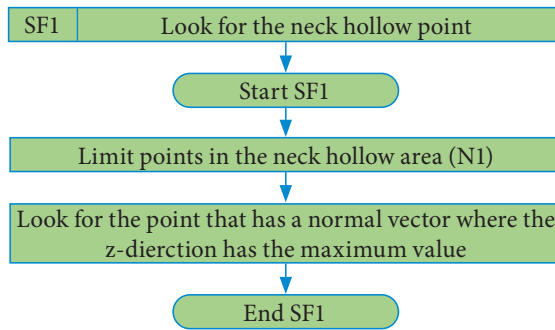 SF1 Look for the neck hollow point
Start SF1
Limit points in the neck hollow area (N1)
Look for the point that has a normal vector where the
z-dierction has the maximum value
End SF1